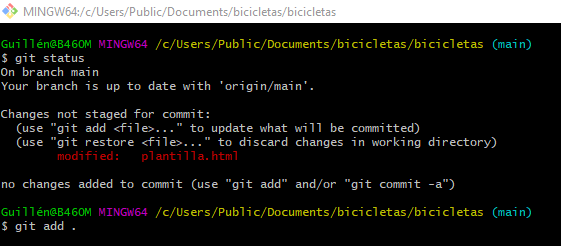 MINGW64:/c/Users/Public/Documents/bicicletas/bicicletas
Guillén@B460M MINGW64 /c/Users/Public/Documents/bicicletas/bicicletas (main)
$ git status
On branch main
Your branch is up to date with 'origin/main'.
Changes not staged for commit:
  (use "git add <file>..." to update what will be committed)
  (use "git restore <file>..." to discard changes in working directory)
        modified:   plantilla.html
no changes added to commit (use "git add" and/or "git commit -a")
Guillén@B460M MINGW64 /c/Users/Public/Documents/bicicletas/bicicletas (main)
$ git add .